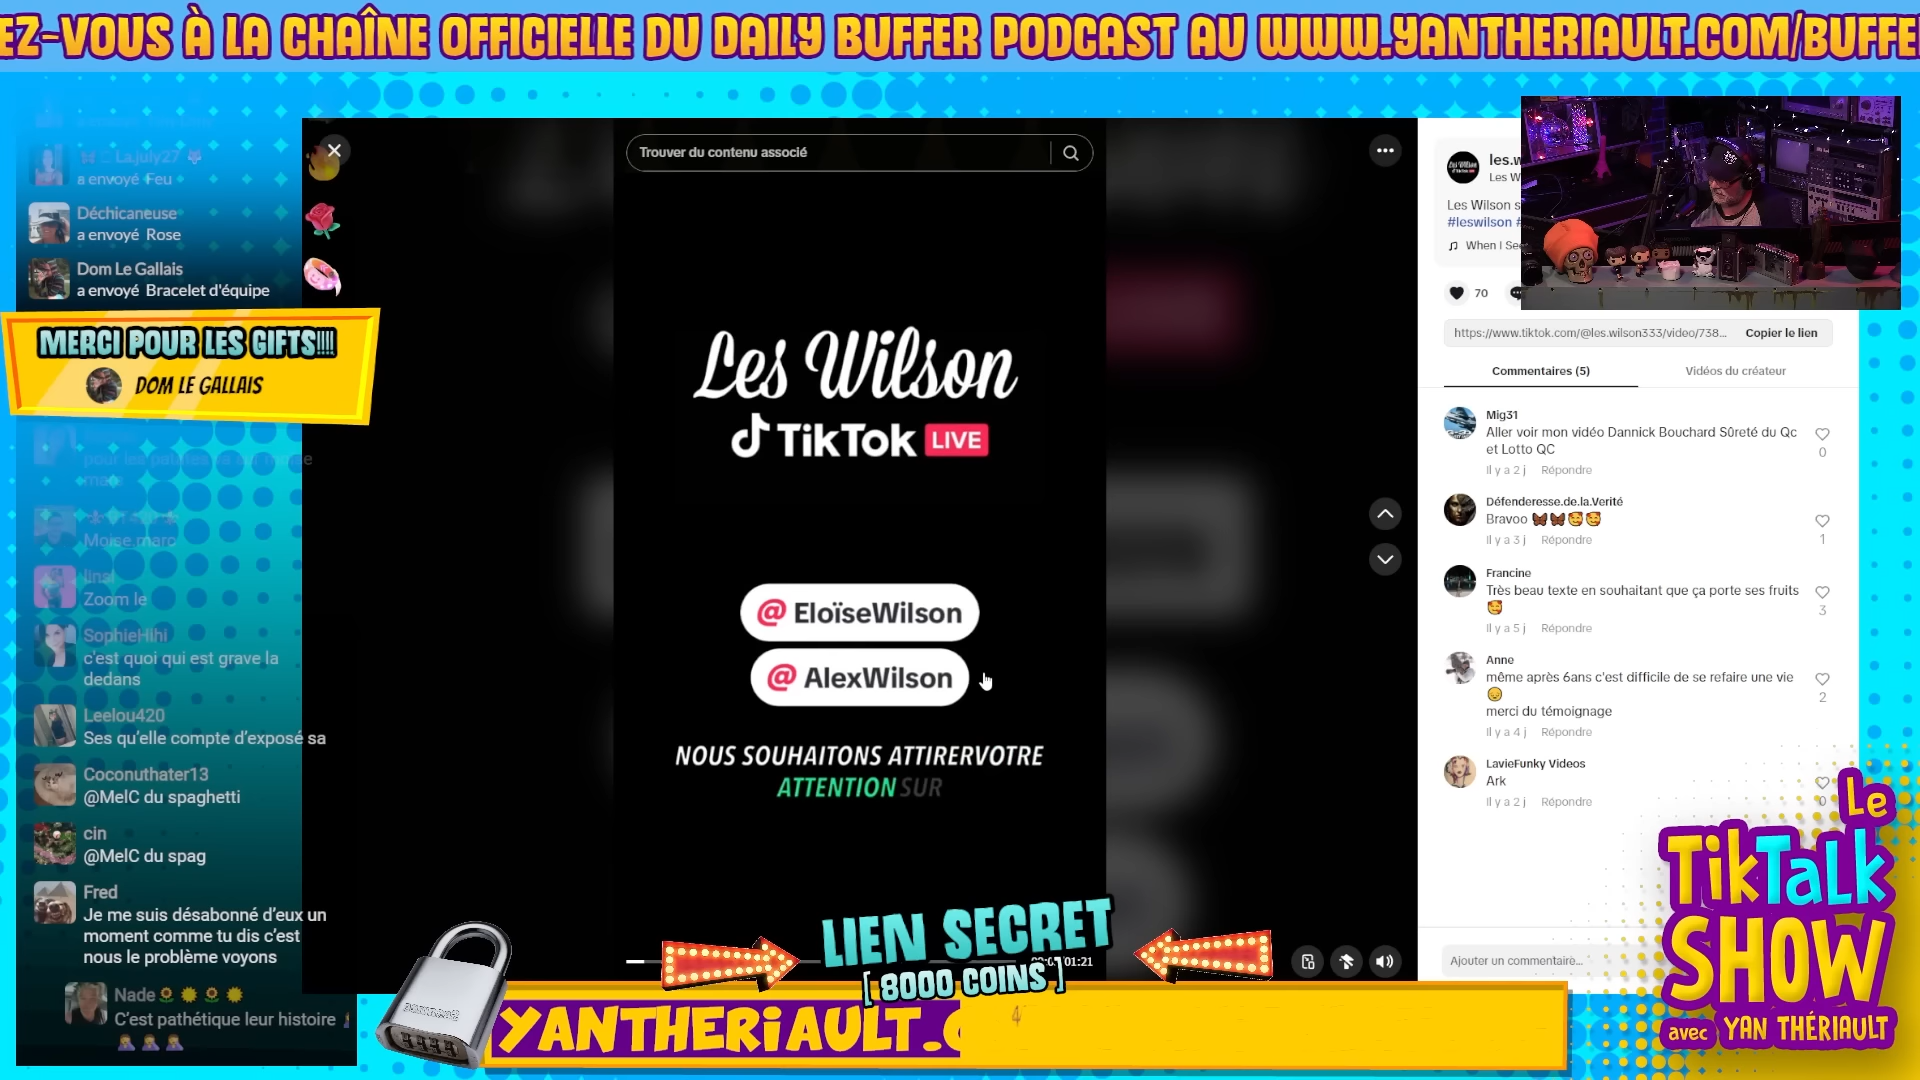 EZ-VOUS À LA CHAÎNE OFFICIELLE DU DAILY BUFFER PODCAST AU WWW.YANTHERIAULT.COM/BUFFE
La.july27
a envoyé Feu
Déchicaneuse
a envoyé Rose
Dom Le Gallais
a envoyé Bracelet d'équipe
MERCI POUR LES GIFTS!!!!
DOM LE GALLAIS
Moise.marc
linsl
Zoom le
SophieHihi
c'est quoi qui est grave la
dedans
Leelou420
Ses qu'elle compte d'exposé sa
Coconuthater13
@MelC du spaghetti
cin
@MelC du spag
Fred
Je me suis désabonné d'eux un
moment comme tu dis c'est
nous le problème voyons
Nade
C'est pathétique leur histoire
Trouver du contenu associé
Les Wilson
TikTok LIVE
@ EloïseWilson
@ AlexWilson
NOUS SOUHAITONS ATTIRERVOTRE
ATTENTION SUR
01:21
LIEN SECRET
[ 8000 COINS ]
YANTHERIAULT.C
les.w
Les W
Les Wilson s
#leswilson #
When I See
70
https://www.tiktok.com/@les.wilson333/video/738...
Copier le lien
Commentaires (5)
Vidéos du créateur
Mig31
Aller voir mon vidéo Dannick Bouchard Sûreté du Qc
et Lotto QC
0
Il y a 2 j Répondre
Défenderesse.de.la.Verité
Bravoo 🦋🦋🥰🥰
1
Il y a 3 j Répondre
Francine
Très beau texte en souhaitant que ça porte ses fruits
🥰
3
Il y a 5 j Répondre
Anne
même après 6ans c'est difficile de se refaire une vie
😞
2
merci du témoignage
Il y a 4 j Répondre
LavieFunky Videos
Ark
0
Il y a 2 j Répondre
Ajouter un commentaire...
Le
TikTaLk
SHOW
avec YAN THÉRIAULT